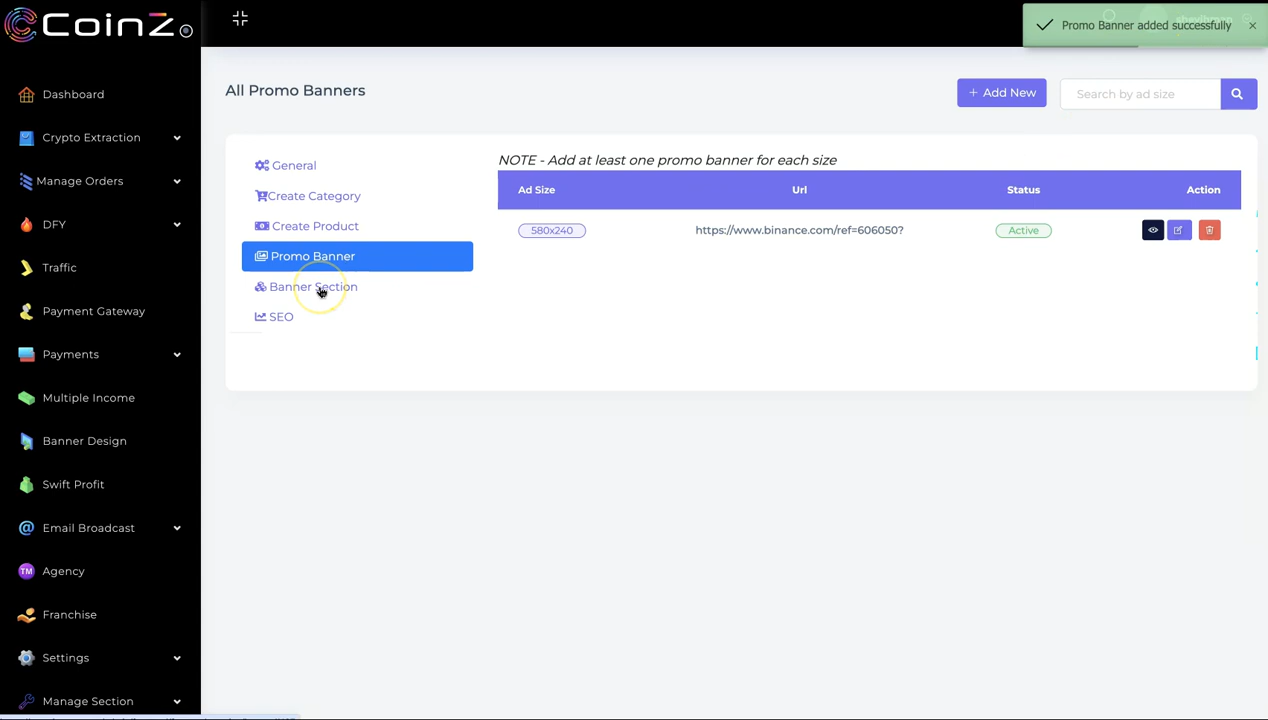 COINZ
Promo Banner added successfully ×
Dashboard
Crypto Extraction
Manage Orders
DFY
Traffic
Payment Gateway
Payments
Multiple Income
Banner Design
Swift Profit
Email Broadcast
TM Agency
Franchise
Settings
Manage Section
All Promo Banners
+ Add New
Search by ad size
General
Create Category
Create Product
Promo Banner
Banner Section
SEO
NOTE - Add at least one promo banner for each size
Ad Size Url Status Action
580x240 https://www.binance.com/ref=606050? Active